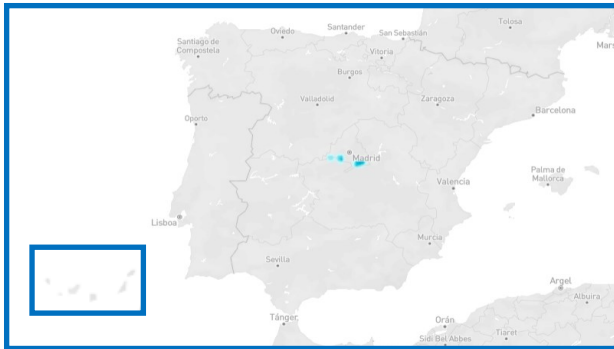 Tolosa
Santander
Oviedo
San Sebastián
Santiago de
Compostela
Mars
Vitoria
Burgos
Valladolid
Zaragoza
Barcelona
Oporto
Madrid
Palma de
Mallorca
Valencia
Lisboa
Murcia
Sevilla
Argel
Albuira
Tánger
Orán
Tiaret
Sidi Bel Abbes